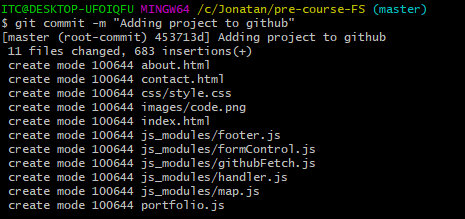 ITC@DESKTOP-UFOIQFU MINGW64 /c/Jonatan/pre-course-FS (master)
$ git commit -m "Adding project to github"
[master (root-commit) 453713d] Adding project to github
 11 files changed, 683 insertions(+)
 create mode 100644 about.html
 create mode 100644 contact.html
 create mode 100644 css/style.css
 create mode 100644 images/code.png
 create mode 100644 index.html
 create mode 100644 js_modules/footer.js
 create mode 100644 js_modules/formControl.js
 create mode 100644 js_modules/githubFetch.js
 create mode 100644 js_modules/handler.js
 create mode 100644 js_modules/map.js
 create mode 100644 portfolio.js